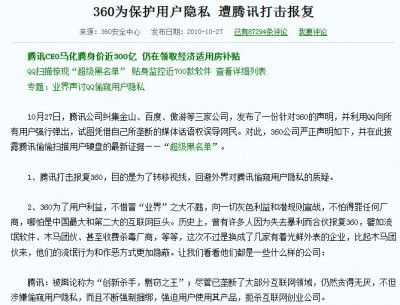 360为保护用户隐私 遭腾讯打击报复
来源:360安全中心 发布日期:2010-10-27 已有87294条评论 我要评论
腾讯CEO马化腾身价近300亿 仍在领取经济适用房补贴
QQ扫描惊现“超级黑名单” 贴身监控近700款软件 查看详细列表
专题：业界声讨QQ偷窥用户隐私
10月27日，腾讯公司纠集金山、百度、傲游等三家公司，发布了一份针对360的声明，并利用QQ向所
有用户强行弹出，试图凭借自己所垄断的媒体话语权误导网民。对此，360公司严正声明如下，并在此披
露腾讯偷偷扫描用户硬盘的最新证据——“超级黑名单”。
1、腾讯打击报复360，目的是为了转移视线，回避外界对腾讯偷窥用户隐私的质疑。
2、360为了用户利益，不惜冒“业界”之大不韪，向一切灰色利益和潜规则宣战，不怕得罪任何厂
商，哪怕是中国最大和第二大的互联网巨头。历史上，曾有许多人因为失去暴利而合伙报复360，譬如流
氓软件、木马团伙、甚至收费杀毒厂商，等等，这次不过是换成了几家有着光鲜外表的企业，比起木马团
伙来，他们的流氓行为和作恶方式更加隐蔽。让我们看看他们都是一些什么样的公司：
腾讯：被舆论称为“创新杀手，剽窃之王”；尽管已垄断了大部分互联网领域，仍然贪得无厌，不但
涉嫌偷窥用户隐私，而且不断强制捆绑，强迫用户使用其产品，扼杀互联网创业公司。